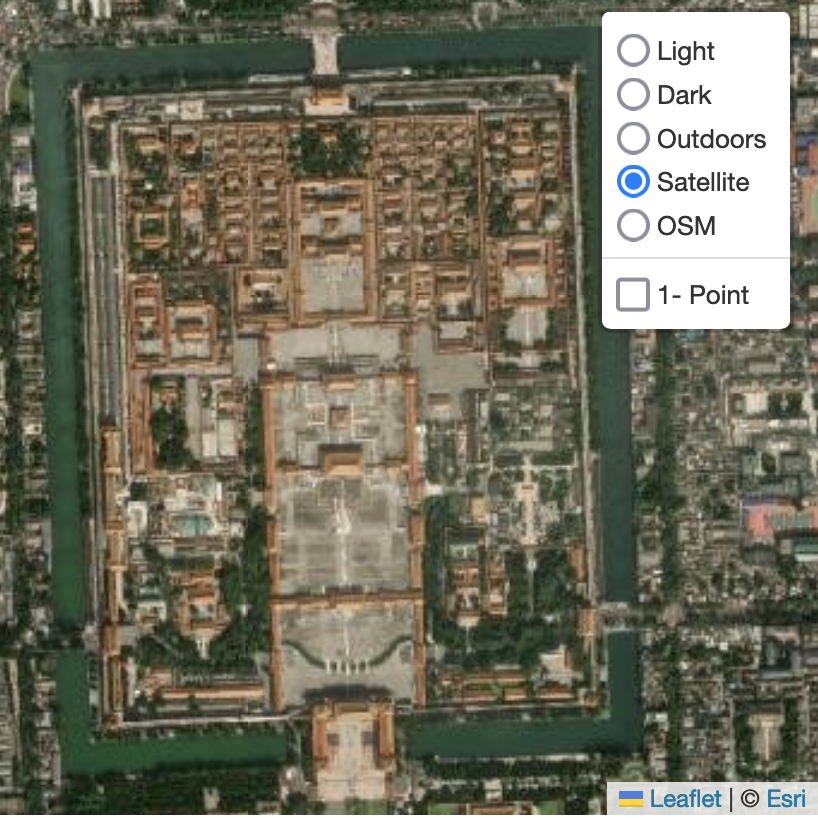 Light
Dark
Outdoors
Satellite
OSM
1- Point
Leaflet | © Esri